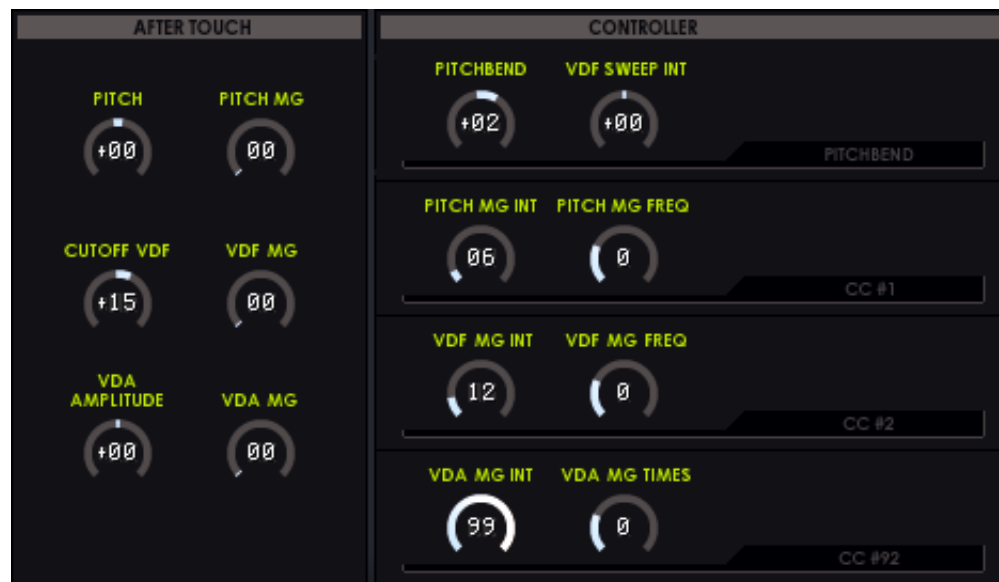 AFTER TOUCH
PITCH PITCH MG
+00 00
CUTOFF VDF VDF MG
+15 00
VDA
AMPLITUDE VDA MG
+00 00
CONTROLLER
PITCHBEND VDF SWEEP INT
+02 +00
PITCHBEND
PITCH MG INT PITCH MG FREQ
06 0
CC #1
VDF MG INT VDF MG FREQ
12 0
CC #2
VDA MG INT VDA MG TIMES
99 0
CC #92